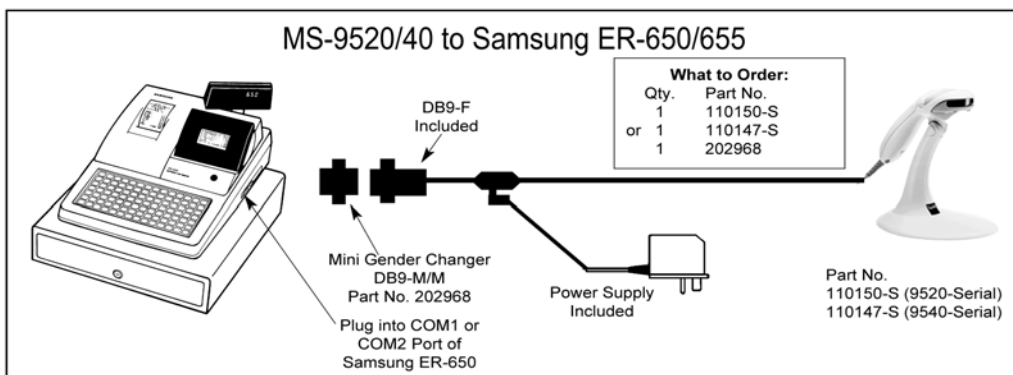 MS-9520/40 to Samsung ER-650/655
What to Order:
Qty. Part No.
1 110150-S
or 1 110147-S
1 202968
652
SAMSUNG
DB9-F
Included
Mini Gender Changer
DB9-M/M
Part No. 202968
Plug into COM1 or
COM2 Port of
Samsung ER-650
Power Supply
Included
Part No.
110150-S (9520-Serial)
110147-S (9540-Serial)